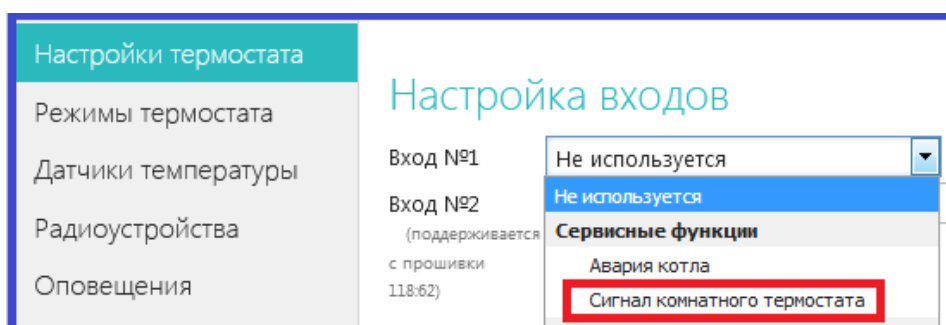 Настройки термостата
Режимы термостата
Датчики температуры
Радиоустройства
Оповещения
Настройка входов
Вход №1
Не используется
Вход №2
(поддерживается
с прошивки
118:62)
Не используется
Сервисные функции
Авария котла
Сигнал комнатного термостата